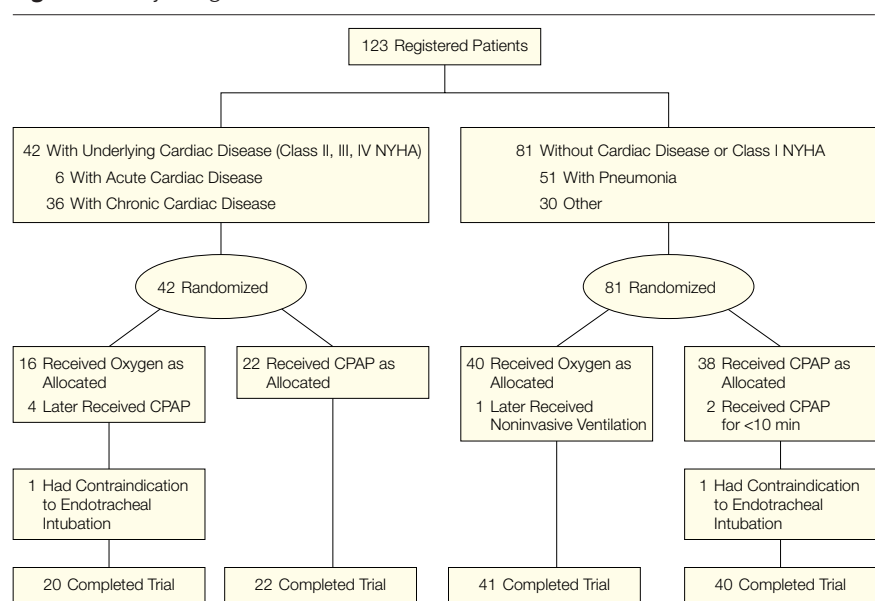 123 Registered Patients
42 With Underlying Cardiac Disease (Class II, III, IV NYHA)
6 With Acute Cardiac Disease
36 With Chronic Cardiac Disease
81 Without Cardiac Disease or Class I NYHA
51 With Pneumonia
30 Other
42 Randomized
81 Randomized
16 Received Oxygen as
Allocated
4 Later Received CPAP
22 Received CPAP as
Allocated
40 Received Oxygen as
Allocated
1 Later Received
Noninvasive Ventilation
38 Received CPAP as
Allocated
2 Received CPAP
for <10 min
1 Had Contraindication
to Endotracheal
Intubation
1 Had Contraindication
to Endotracheal
Intubation
20 Completed Trial
22 Completed Trial
41 Completed Trial
40 Completed Trial